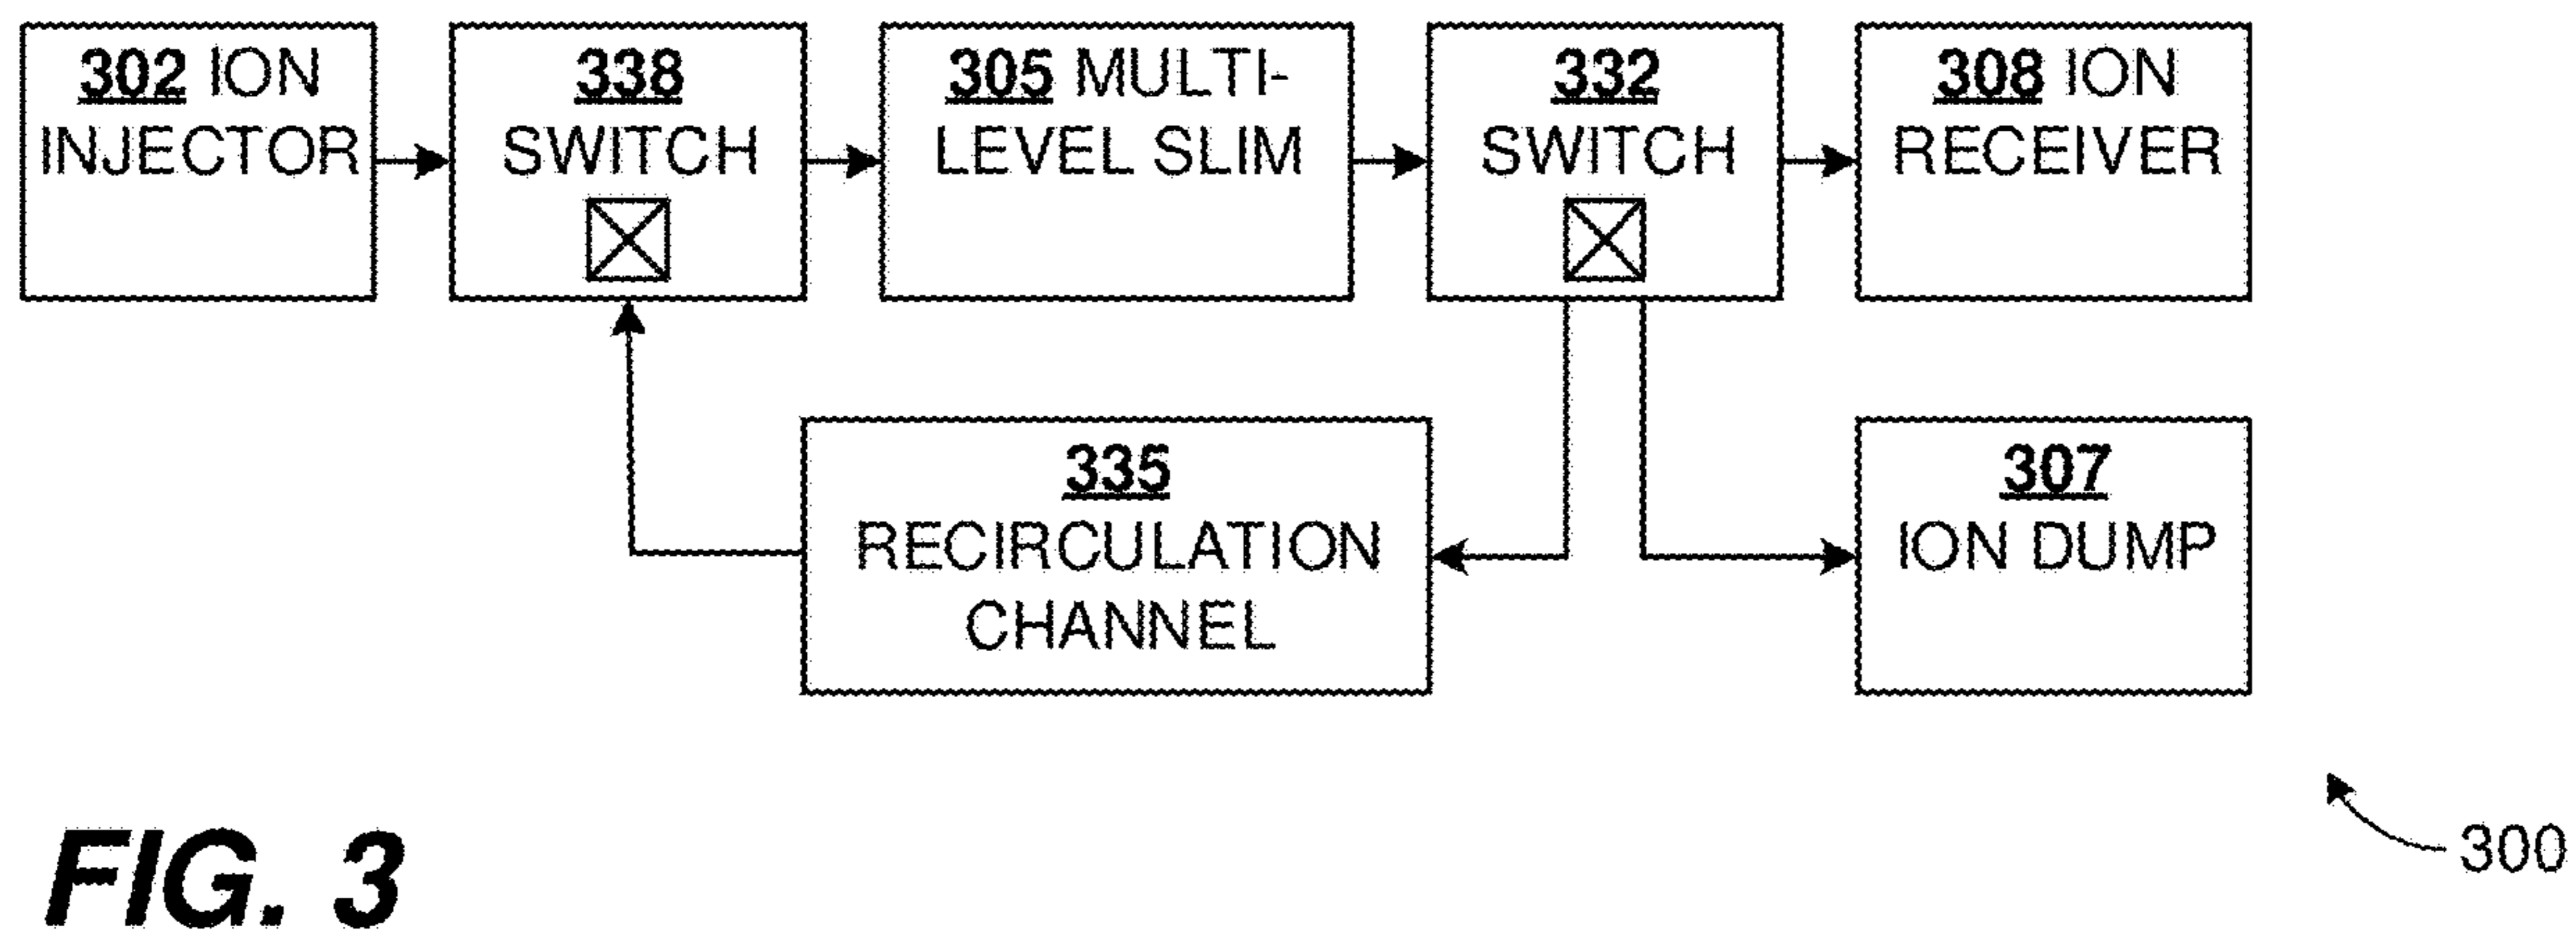 302 ION
INJECTOR
338
SWITCH
305 MULTI-
LEVEL SLIM
332
SWITCH
308 ION
RECEIVER
335
RECIRCULATION
CHANNEL
307
ION DUMP
300
FIG. 3